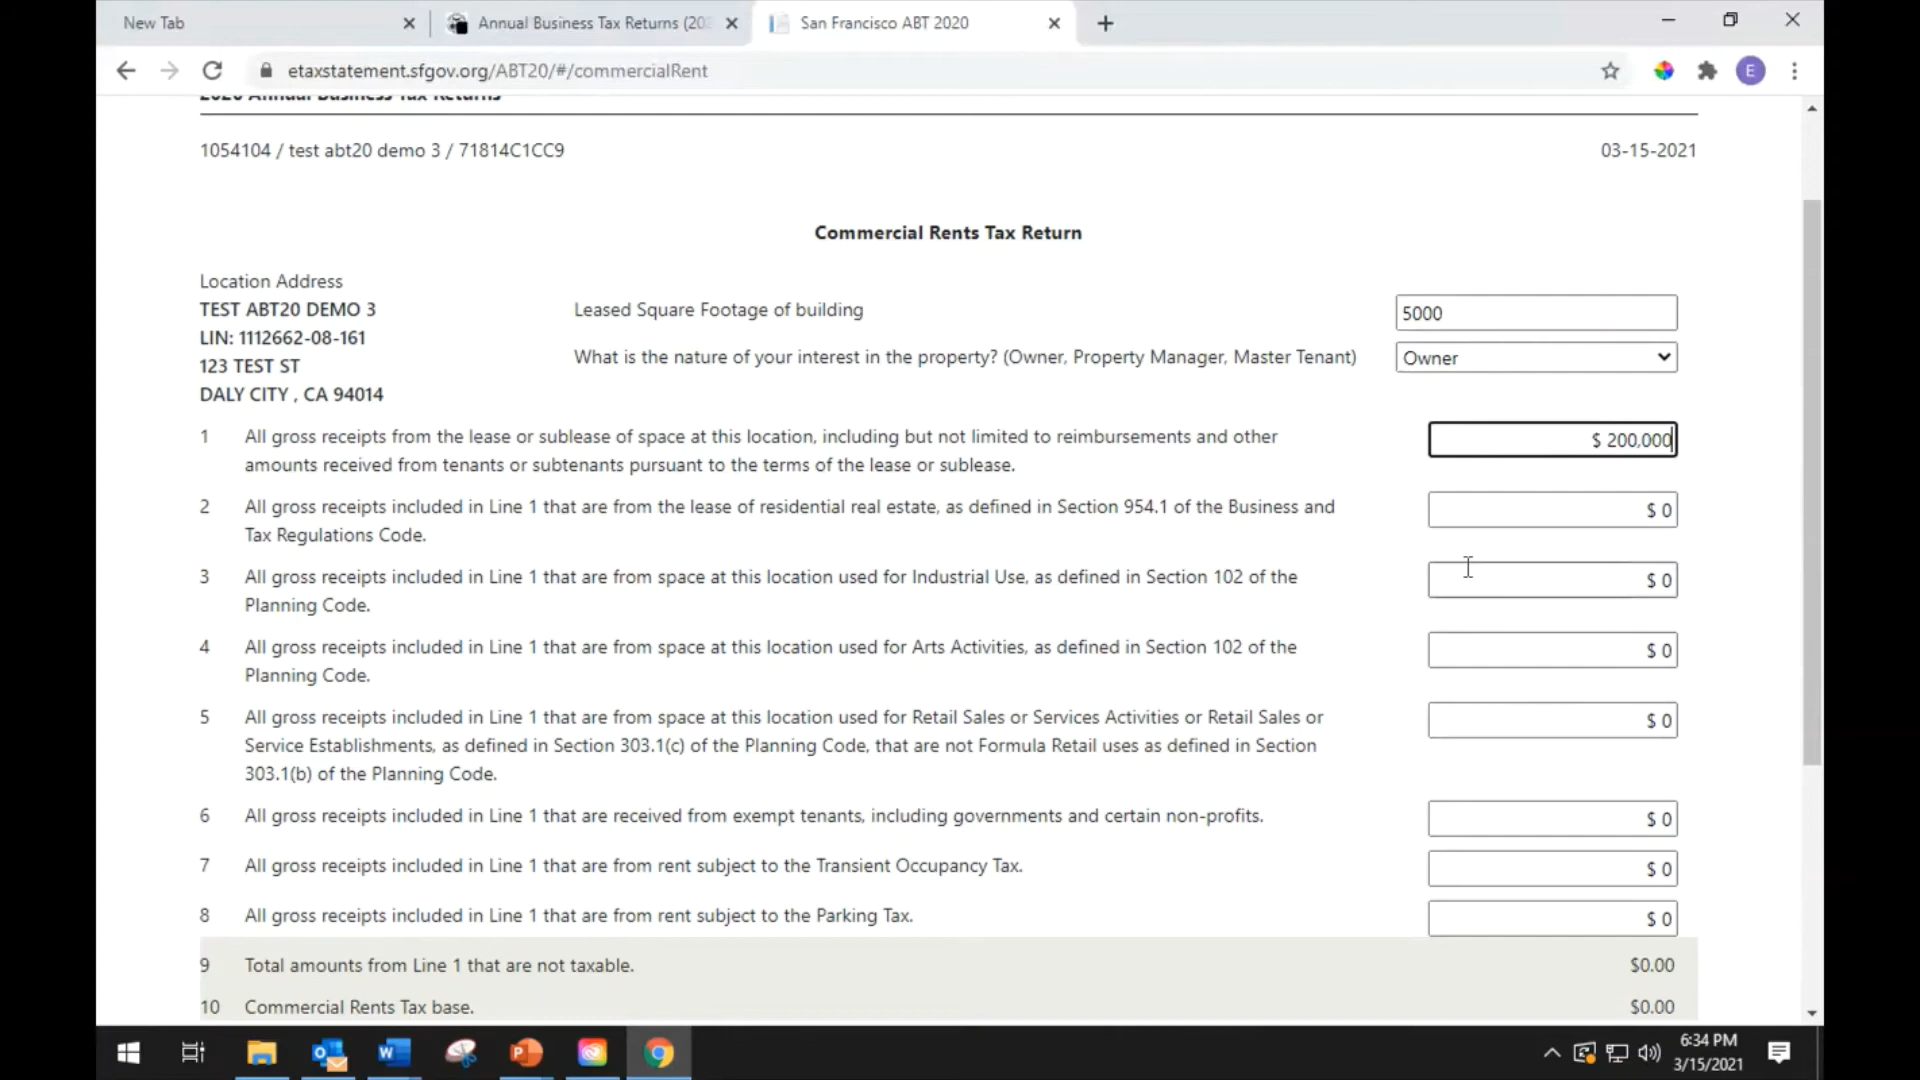 New Tab
Annual Business Tax Returns (202
San Francisco ABT 2020
etaxstatement.sfgov.org/ABT20/#/commercialRent
E
2020 Annual Business Tax Returns
1054104 / test abt20 demo 3 / 71814C1CC9
03-15-2021
Commercial Rents Tax Return
Location Address
TEST ABT20 DEMO 3
LIN: 1112662-08-161
123 TEST ST
DALY CITY , CA 94014
Leased Square Footage of building
5000
What is the nature of your interest in the property? (Owner, Property Manager, Master Tenant)
Owner
1 All gross receipts from the lease or sublease of space at this location, including but not limited to reimbursements and other
amounts received from tenants or subtenants pursuant to the terms of the lease or sublease.
$ 200,000
2 All gross receipts included in Line 1 that are from the lease of residential real estate, as defined in Section 954.1 of the Business and
Tax Regulations Code.
$ 0
3 All gross receipts included in Line 1 that are from space at this location used for Industrial Use, as defined in Section 102 of the
Planning Code.
$ 0
4 All gross receipts included in Line 1 that are from space at this location used for Arts Activities, as defined in Section 102 of the
Planning Code.
$ 0
5 All gross receipts included in Line 1 that are from space at this location used for Retail Sales or Services Activities or Retail Sales or
Service Establishments, as defined in Section 303.1(c) of the Planning Code, that are not Formula Retail uses as defined in Section
303.1(b) of the Planning Code.
$ 0
6 All gross receipts included in Line 1 that are received from exempt tenants, including governments and certain non-profits.
$ 0
7 All gross receipts included in Line 1 that are from rent subject to the Transient Occupancy Tax.
$ 0
8 All gross receipts included in Line 1 that are from rent subject to the Parking Tax.
$ 0
9 Total amounts from Line 1 that are not taxable.
$0.00
10 Commercial Rents Tax base.
$0.00
6:34 PM
3/15/2021